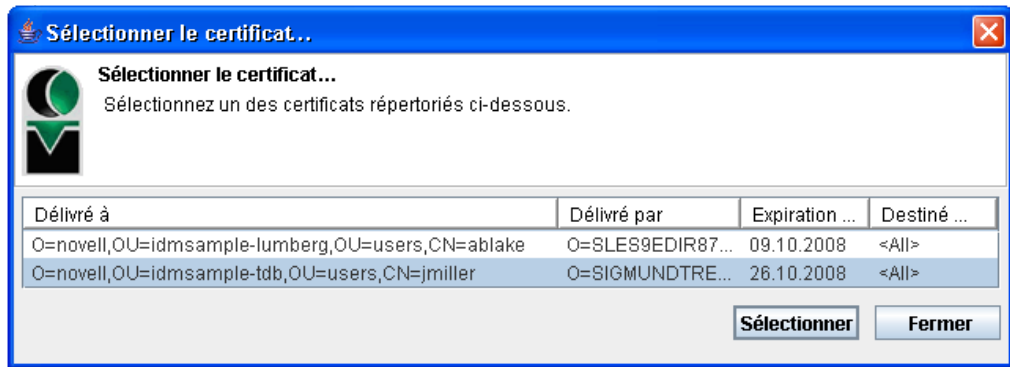 Sélectionner le certificat...
Sélectionner le certificat...
Sélectionnez un des certificats répertoriés ci-dessous.
Délivré à Délivré par Expiration ... Destiné ...
O=novell,OU=idmsample-lumberg,OU=users,CN=ablake O=SLES9EDIR87... 09.10.2008 <All>
O=novell,OU=idmsample-tdb,OU=users,CN=jmiller O=SIGMUNDTRE... 26.10.2008 <All>
Sélectionner Fermer